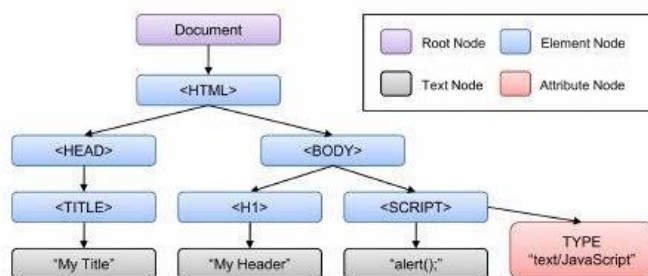 Document
Root Node
Element Node
Text Node
Attribute Node
<HTML>
<HEAD>
<BODY>
<TITLE>
<H1>
<SCRIPT>
"My Title"
"My Header"
"alert();"
TYPE
"text/JavaScript"